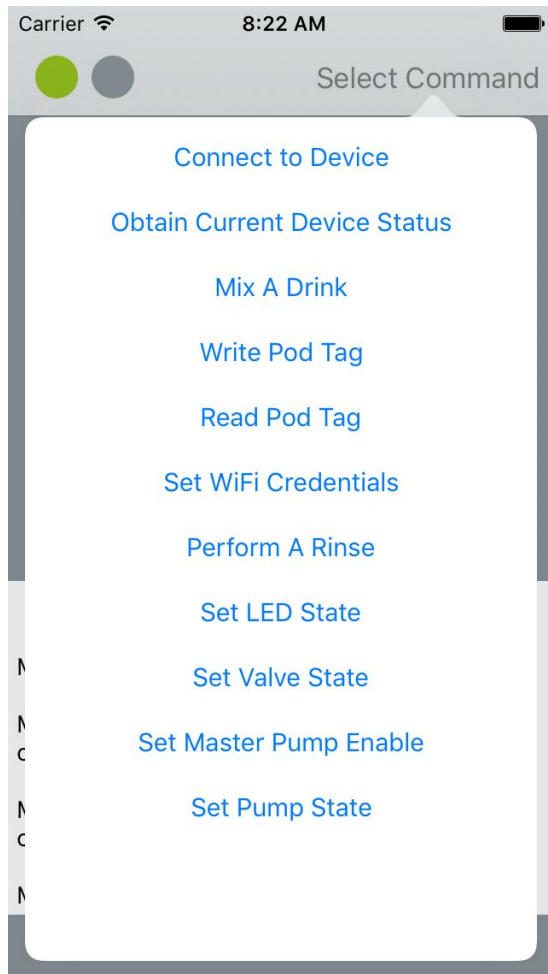 Carrier 8:22 AM
Select Command
Connect to Device
Obtain Current Device Status
Mix A Drink
Write Pod Tag
Read Pod Tag
Set WiFi Credentials
Perform A Rinse
Set LED State
Set Valve State
Set Master Pump Enable
Set Pump State